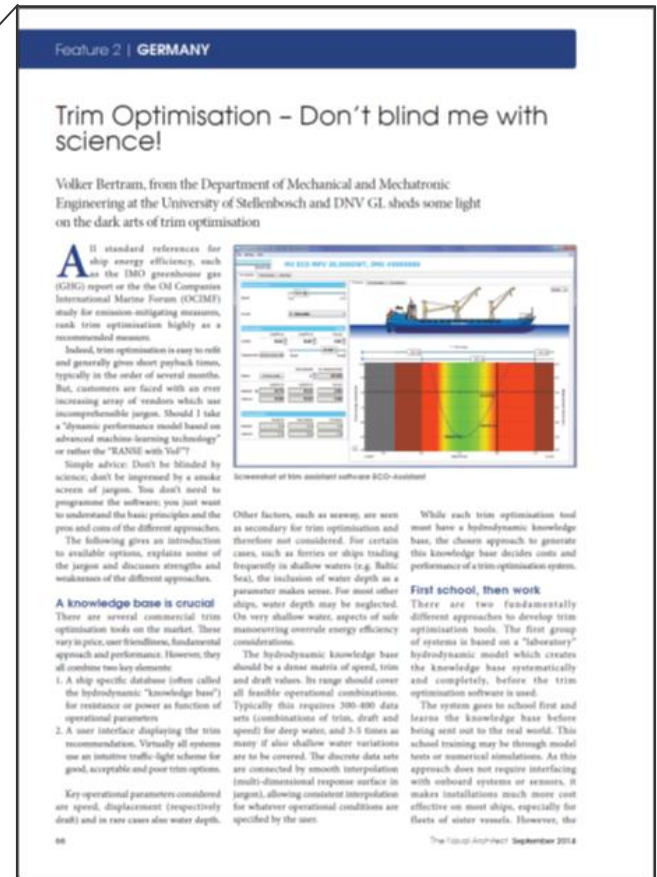 Feature 2 | GERMANY
Trim Optimisation – Don't blind me with
science!
Volker Bertram, from the Department of Mechanical and Mechatronic
Engineering at the University of Stellenbosch and DNV GL sheds some light
on the dark arts of trim optimisation
All standard references for
ship energy efficiency, such
as the IMO greenhouse gas
(GHG) report or the the Oil Companies
International Marine Forum (OCIMF)
study for emission-mitigating measures,
rank trim optimisation highly as a
recommended measure.
Indeed, trim optimisation is easy to refit
and generally gives short payback times,
typically in the order of several months.
But, customers are faced with an ever
increasing array of vendors which use
incomprehensible jargon. Should I take
a "dynamic performance model based on
advanced machine-learning technology"
or rather the "RANSE with VoF"?
Simple advice: Don't be blinded by
science; don't be impressed by a smoke
screen of jargon. You don't need to
programme the software; you just want
to understand the basic principles and the
pros and cons of the different approaches.
The following gives an introduction
to available options, explains some of
the jargon and discusses strengths and
weaknesses of the different approaches.
A knowledge base is crucial
There are several commercial trim
optimisation tools on the market. These
vary in price, user friendliness, fundamental
approach and performance. However, they
all combine two key elements:
1. A ship specific database (often called
the hydrodynamic "knowledge base")
for resistance or power as function of
operational parameters
2. A user interface displaying the trim
recommendation. Virtually all systems
use an intuitive traffic-light scheme for
good, acceptable and poor trim options.
Key operational parameters considered
are speed, displacement (respectively
draft) and in rare cases also water depth.
Screenshot of trim assistant software ECO-Assistant
Other factors, such as seaway, are seen
as secondary for trim optimisation and
therefore not considered. For certain
cases, such as ferries or ships trading
frequently in shallow waters (e.g. Baltic
Sea), the inclusion of water depth as a
parameter makes sense. For most other
ships, water depth may be neglected.
On very shallow water, aspects of safe
manoeuvring overrule energy efficiency
considerations.
The hydrodynamic knowledge base
should be a dense matrix of speed, trim
and draft values. Its range should cover
all feasible operational combinations.
Typically this requires 300-400 data
sets (combinations of trim, draft and
speed) for deep water, and 3-5 times as
many if also shallow water variations
are to be covered. The discrete data sets
are connected by smooth interpolation
(multi-dimensional response surface in
jargon), allowing consistent interpolation
for whatever operational conditions are
specified by the user.
While each trim optimisation tool
must have a hydrodynamic knowledge
base, the chosen approach to generate
this knowledge base decides costs and
performance of a trim optimisation system.
First school, then work
There are two fundamentally
different approaches to develop trim
optimisation tools. The first group
of systems is based on a "laboratory"
hydrodynamic model which creates
the knowledge base systematically
and completely, before the trim
optimisation software is used.
The system goes to school first and
learns the knowledge base before
being sent out to the real world. This
school training may be through model
tests or numerical simulations. As this
approach does not require interfacing
with onboard systems or sensors, it
makes installations much more cost
effective on most ships, especially for
fleets of sister vessels. However, the
66
The Naval Architect September 2014